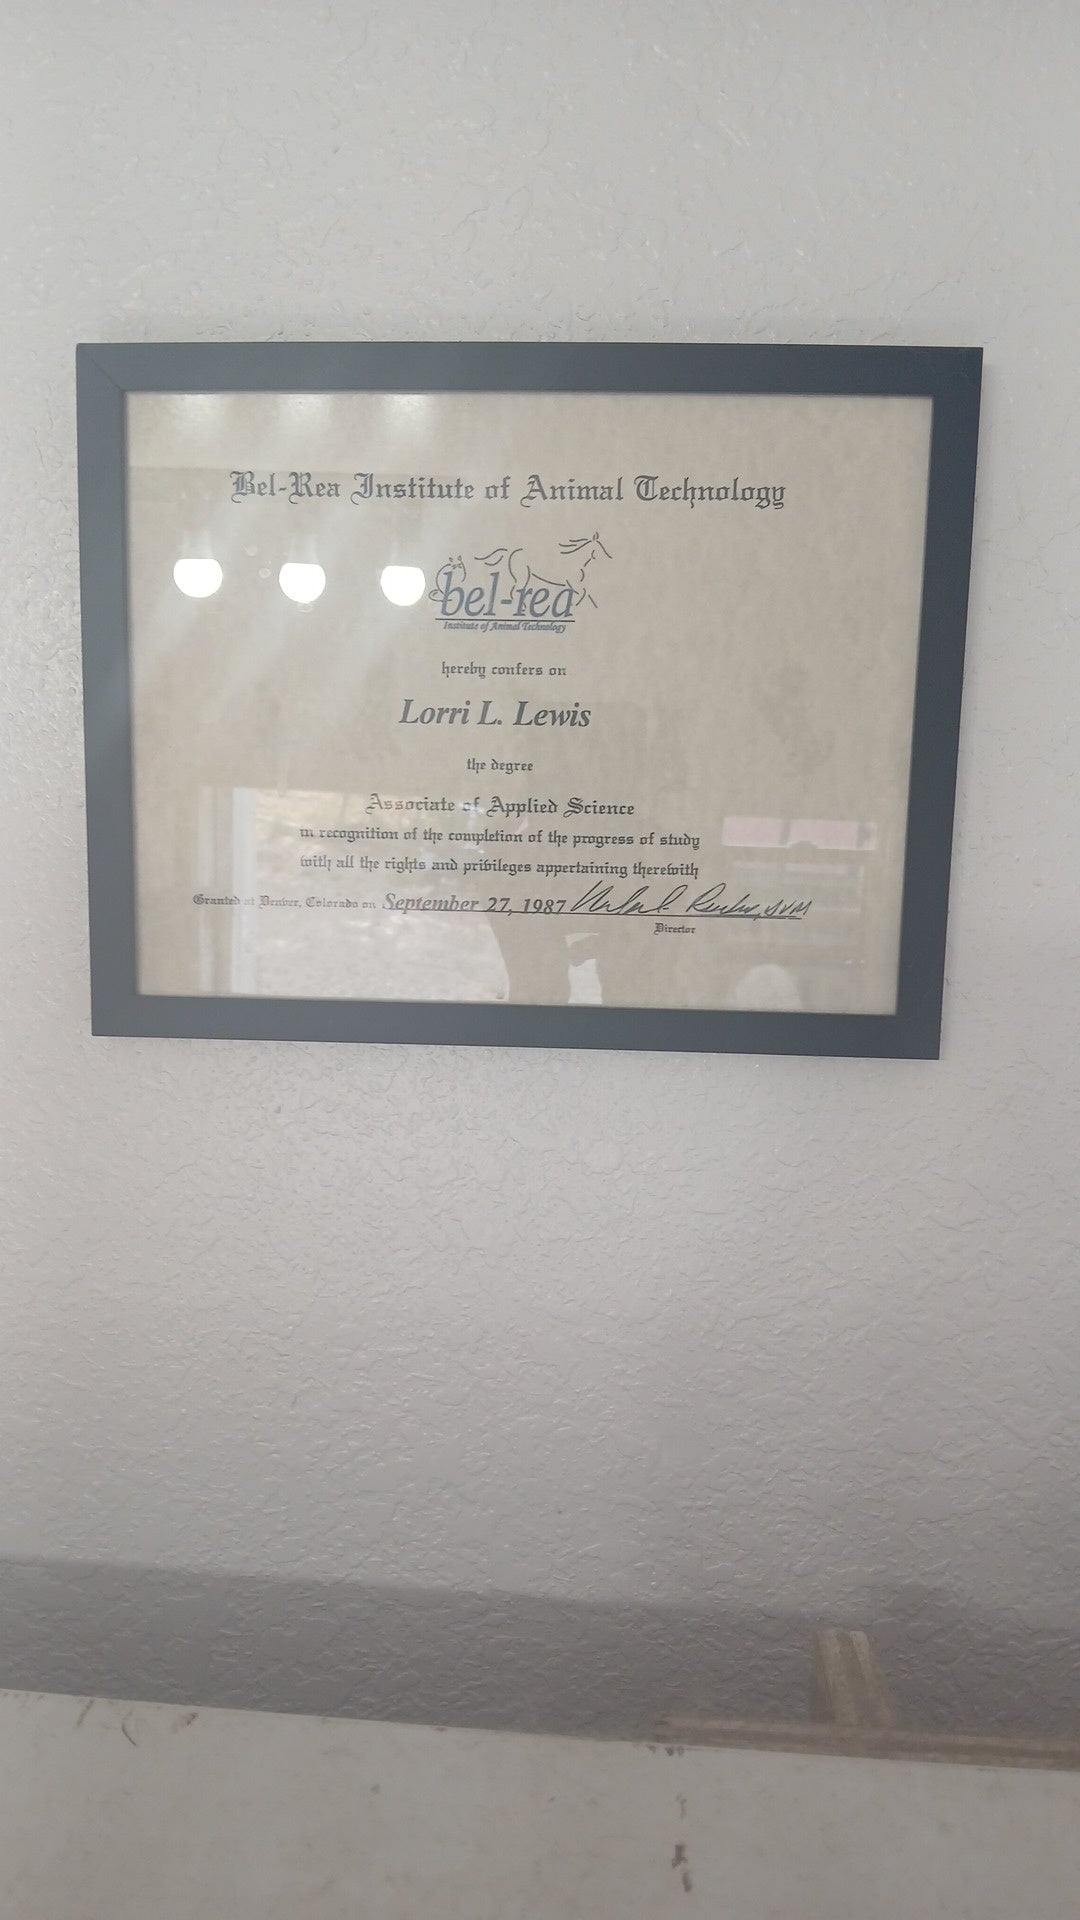 Bel-Rea Institute of Animal Technology
bel-rea
Institute of Animal Technology
hereby confers on
Lorri L. Lewis
the degree
Associate of Applied Science
in recognition of the completion of the progress of study
with all the rights and privileges appertaining therewith
Granted at Denver, Colorado on September 27, 1987 DVM
Director